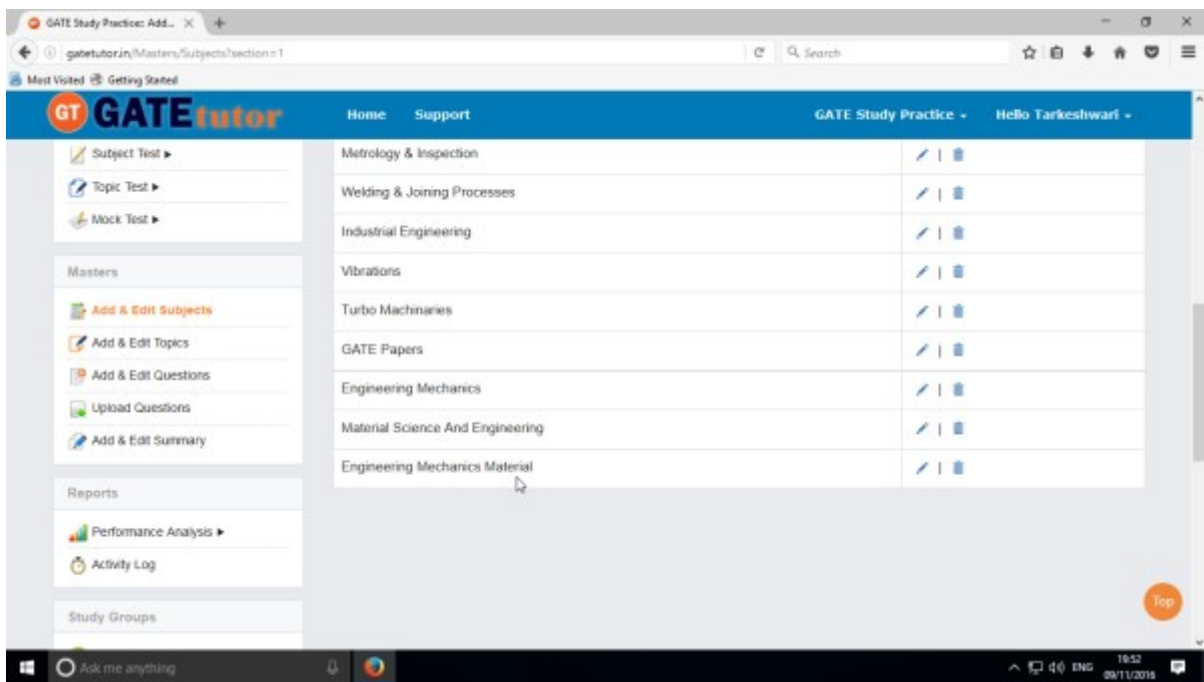 GATE Study Practice: Add...
gatetutor.in/Masters/Subjects?section=1
Search
Most Visited
Getting Started
GT GATEtutor
Home
Support
GATE Study Practice
Hello Tarkeshwari
Subject Test
Topic Test
Mock Test
Masters
Add & Edit Subjects
Add & Edit Topics
Add & Edit Questions
Upload Questions
Add & Edit Summary
Reports
Performance Analysis
Activity Log
Study Groups
Metrology & Inspection
Welding & Joining Processes
Industrial Engineering
Vibrations
Turbo Machinaries
GATE Papers
Engineering Mechanics
Material Science And Engineering
Engineering Mechanics Material
Top
Ask me anything
ENG
19:52
09/11/2016